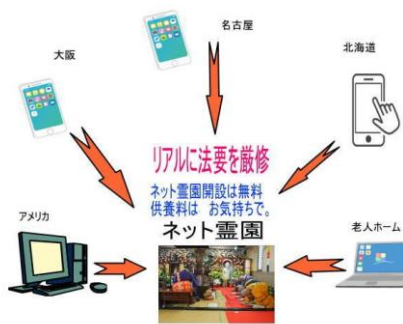 名古屋
大阪
北海道
リアルに法要を厳修
ネット霊園開設は無料
供養料は お気持ちで。
ネット霊園
アメリカ
老人ホーム